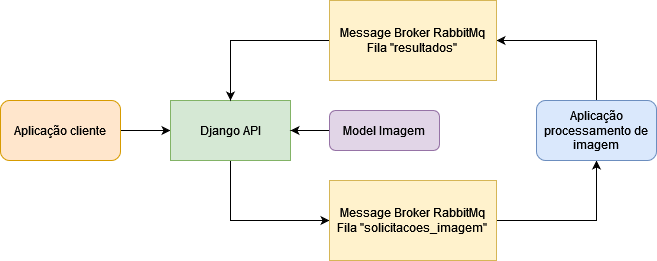 Message Broker RabbitMq
Fila "resultados"
Aplicação cliente
Django API
Model Imagem
Aplicação
processamento de
imagem
Message Broker RabbitMq
Fila "solicitacoes_imagem"